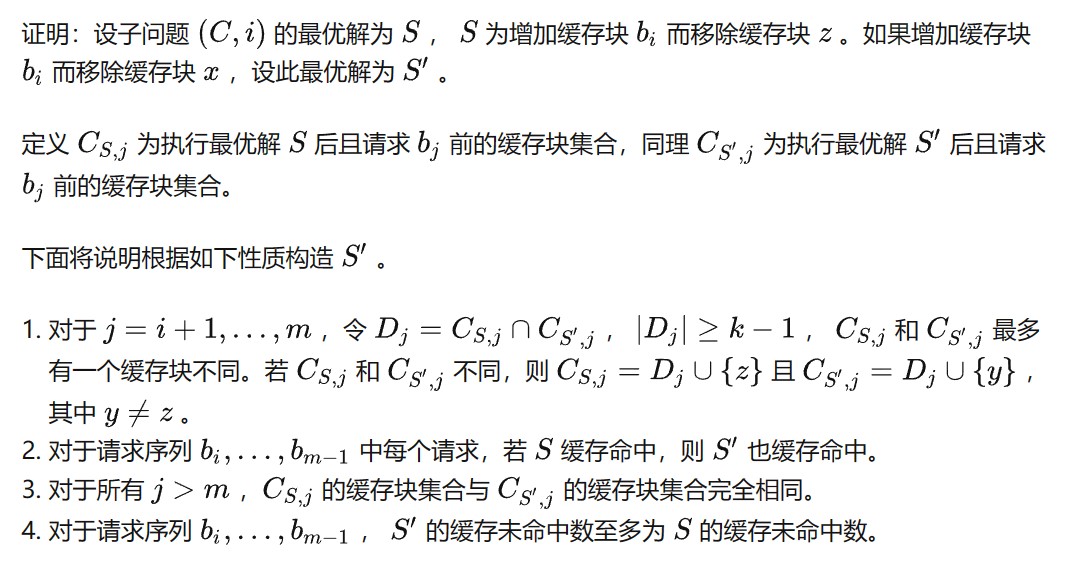 证明：设子问题 (C, i) 的最优解为 S ， S 为增加缓存块 b_i 而移除缓存块 z 。如果增加缓存块
b_i 而移除缓存块 x ，设此最优解为 S′ 。
定义 C_{S,j} 为执行最优解 S 后且请求 b_j 前的缓存块集合，同理 C_{S′,j} 为执行最优解 S′ 后且请求
b_j 前的缓存块集合。
下面将说明根据如下性质构造 S′ 。
1. 对于 j = i + 1, . . . , m ，令 D_j = C_{S,j} ∩ C_{S′,j} ， |D_j| ≥ k − 1 ， C_{S,j} 和 C_{S′,j} 最多
有一个缓存块不同。若 C_{S,j} 和 C_{S′,j} 不同，则 C_{S,j} = D_j ∪ {z} 且 C_{S′,j} = D_j ∪ {y} ，
其中 y ≠ z 。
2. 对于请求序列 b_i, . . . , b_{m−1} 中每个请求，若 S 缓存命中，则 S′ 也缓存命中。
3. 对于所有 j > m ，C_{S,j} 的缓存块集合与 C_{S′,j} 的缓存块集合完全相同。
4. 对于请求序列 b_i, . . . , b_{m−1} ， S′ 的缓存未命中数至多为 S 的缓存未命中数。